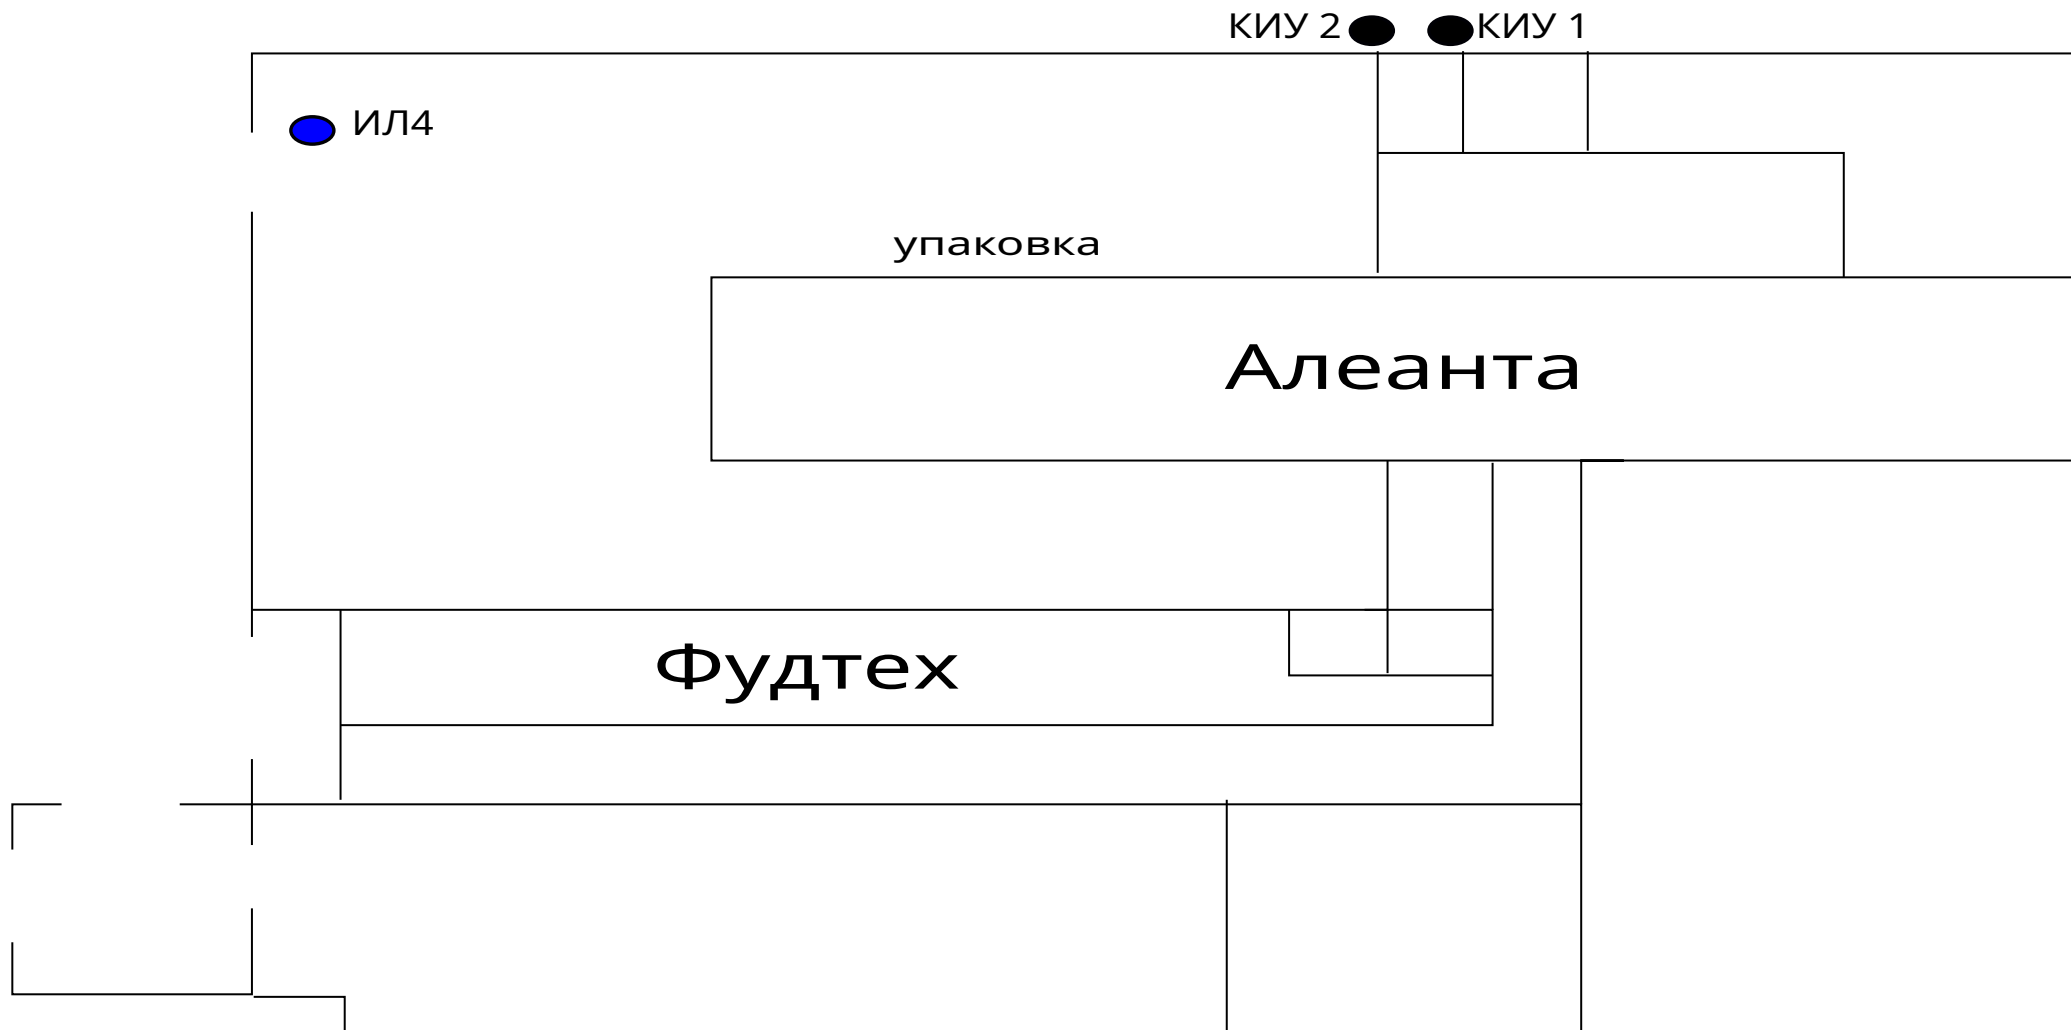 КИУ 2
КИУ 1
ИЛ4
упаковка
Алеанта
Фудтех